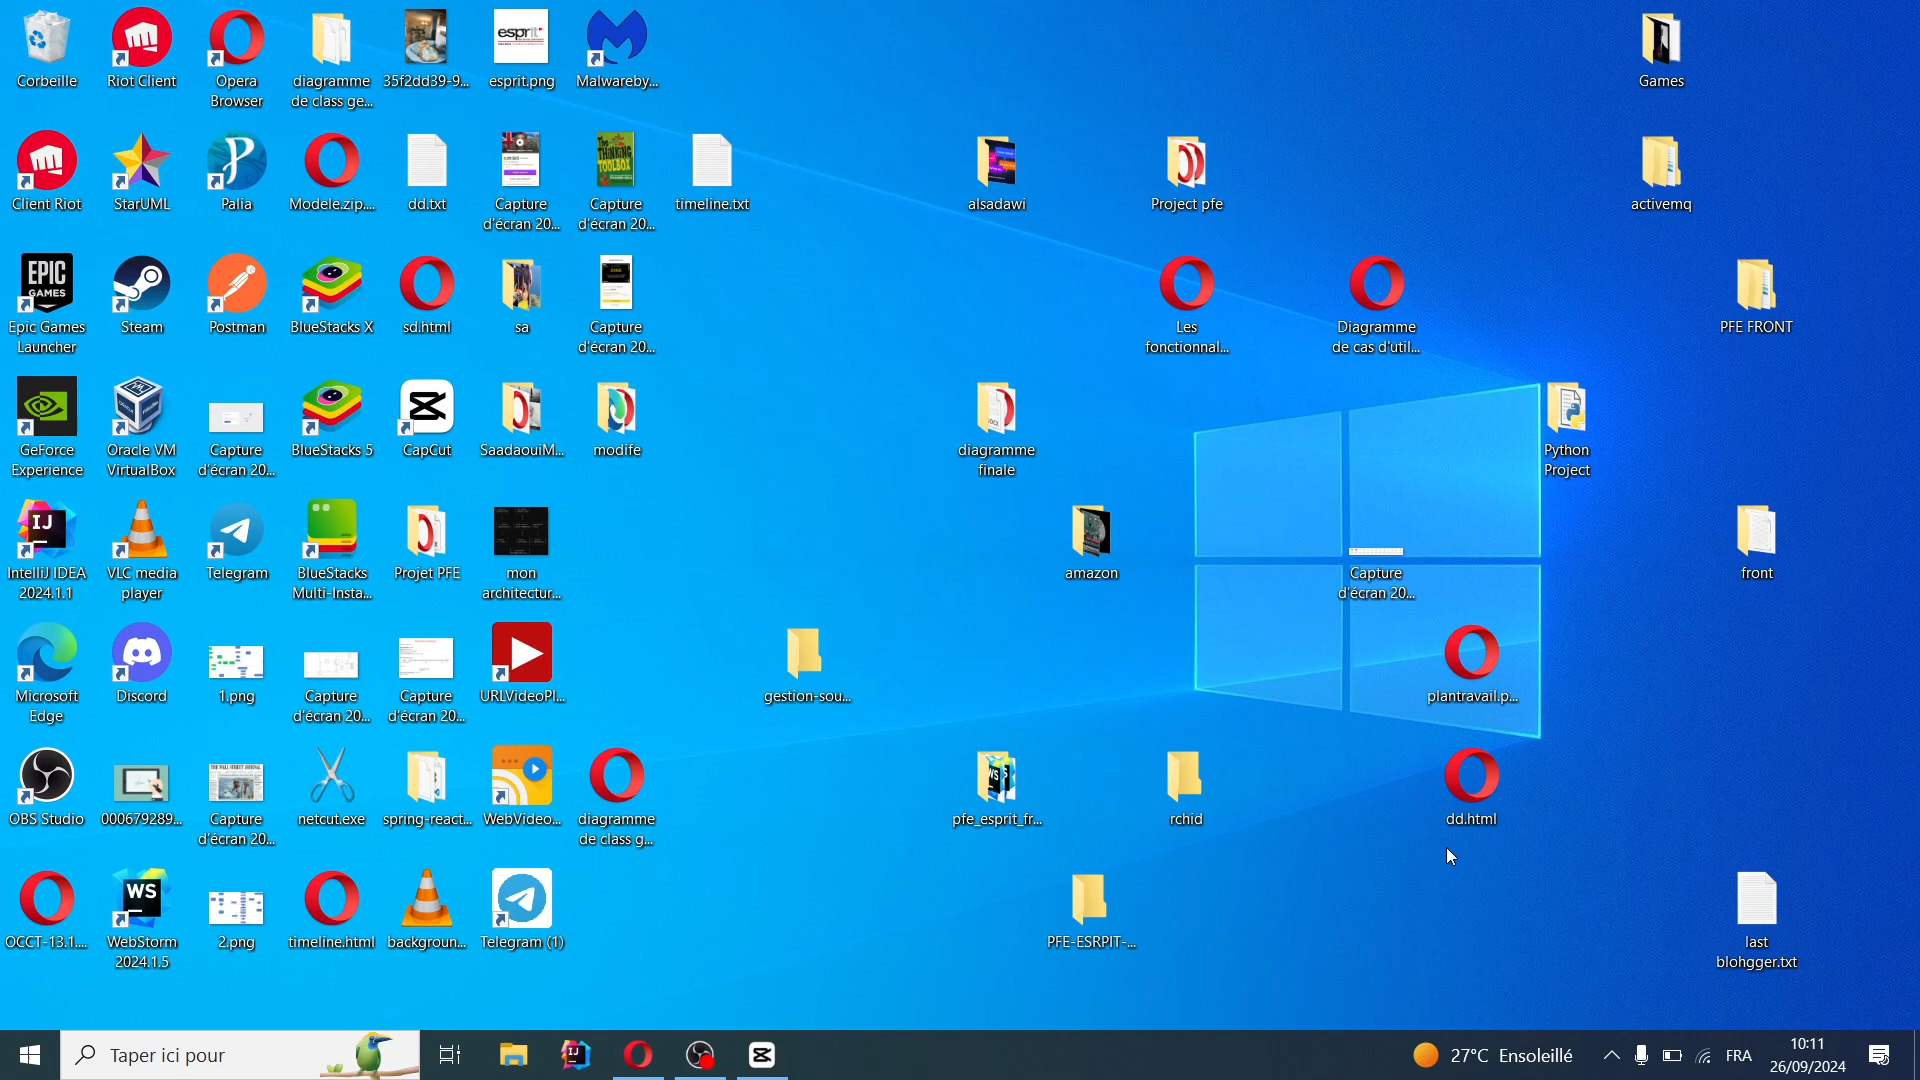 Corbeille
Riot Client
Opera
Browser
diagramme
de class ge...
35f2dd39-9...
esprit.png
Malwareby...
Games
Client Riot
StarUML
Palia
Modele.zip....
dd.txt
Capture
d'écran 20...
Capture
d'écran 20...
timeline.txt
alsadawi
Project pfe
activemq
Epic Games
Launcher
Steam
Postman
BlueStacks X
sd.html
sa
Capture
d'écran 20...
Les
fonctionnal...
Diagramme
de cas d'util...
PFE FRONT
GeForce
Experience
Oracle VM
VirtualBox
Capture
d'écran 20...
BlueStacks 5
CapCut
SaadaouiM...
modife
diagramme
finale
Python
Project
IntelliJ IDEA
2024.1.1
VLC media
player
Telegram
BlueStacks
Multi-Insta...
Projet PFE
mon
architectur...
amazon
Capture
d'écran 20...
front
Microsoft
Edge
Discord
1.png
Capture
d'écran 20...
Capture
d'écran 20...
URLVideoPl...
gestion-sou...
plantravail.p...
OBS Studio
000679289...
Capture
d'écran 20...
netcut.exe
spring-react...
WebVideo...
diagramme
de class g...
pfe_esprit_fr...
rchid
dd.html
OCCT-13.1....
WebStorm
2024.1.5
2.png
timeline.html
backgroun...
Telegram (1)
PFE-ESRPIT-...
last
blohgger.txt
Taper ici pour
27°C Ensoleillé
FRA
10:11
26/09/2024